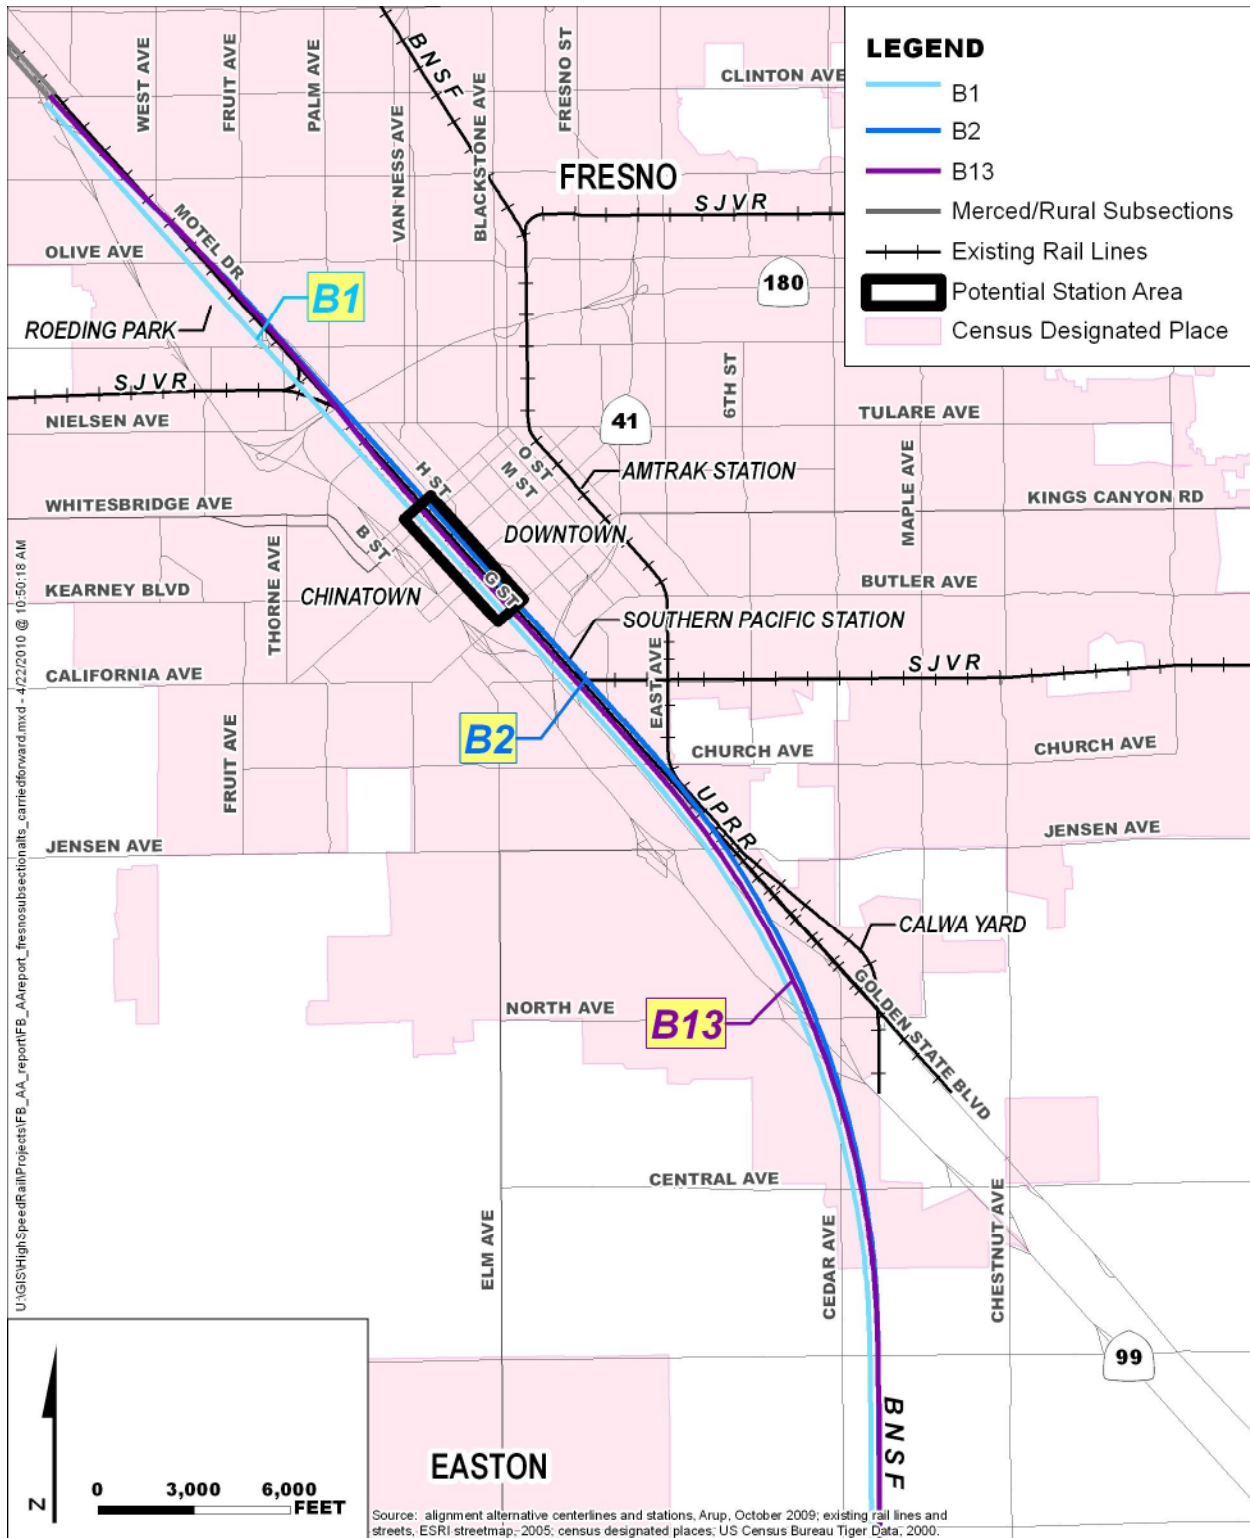 LEGEND
B1
B2
B13
Merced/Rural Subsections
Existing Rail Lines
Potential Station Area
Census Designated Place
WEST AVE
FRUIT AVE
PALM AVE
BNSF
VAN NESS AVE
BLACKSTONE AVE
FRESNO ST
CLINTON AVE
FRESNO
SJVR
180
MOTEL DR
OLIVE AVE
B1
ROEDING PARK
SJVR
NIELSEN AVE
41
6TH ST
TULARE AVE
MAPLE AVE
O ST
M ST
H ST
AMTRAK STATION
KINGS CANYON RD
WHITESBRIDGE AVE
B ST
DOWNTOWN
G ST
KEARNEY BLVD
THORNE AVE
CHINATOWN
BUTLER AVE
SOUTHERN PACIFIC STATION
EAST AVE
SJVR
CALIFORNIA AVE
FRUIT AVE
B2
CHURCH AVE
CHURCH AVE
UPRR
JENSEN AVE
JENSEN AVE
CALWA YARD
GOLDEN STATE BLVD
NORTH AVE
B13
CENTRAL AVE
ELM AVE
CEDAR AVE
CHESTNUT AVE
99
BNSF
EASTON
U:\GIS\HighSpeedRail\Projects\FB_AA_report\FB_AAreport_fresnosubsectionalts_carriedforward.mxd - 4/22/2010 @ 10:50:18 AM
N
0 3,000 6,000
FEET
Source: alignment alternative centerlines and stations, Arup, October 2009; existing rail lines and
streets, ESRI streetmap, 2005; census designated places, US Census Bureau Tiger Data, 2000.